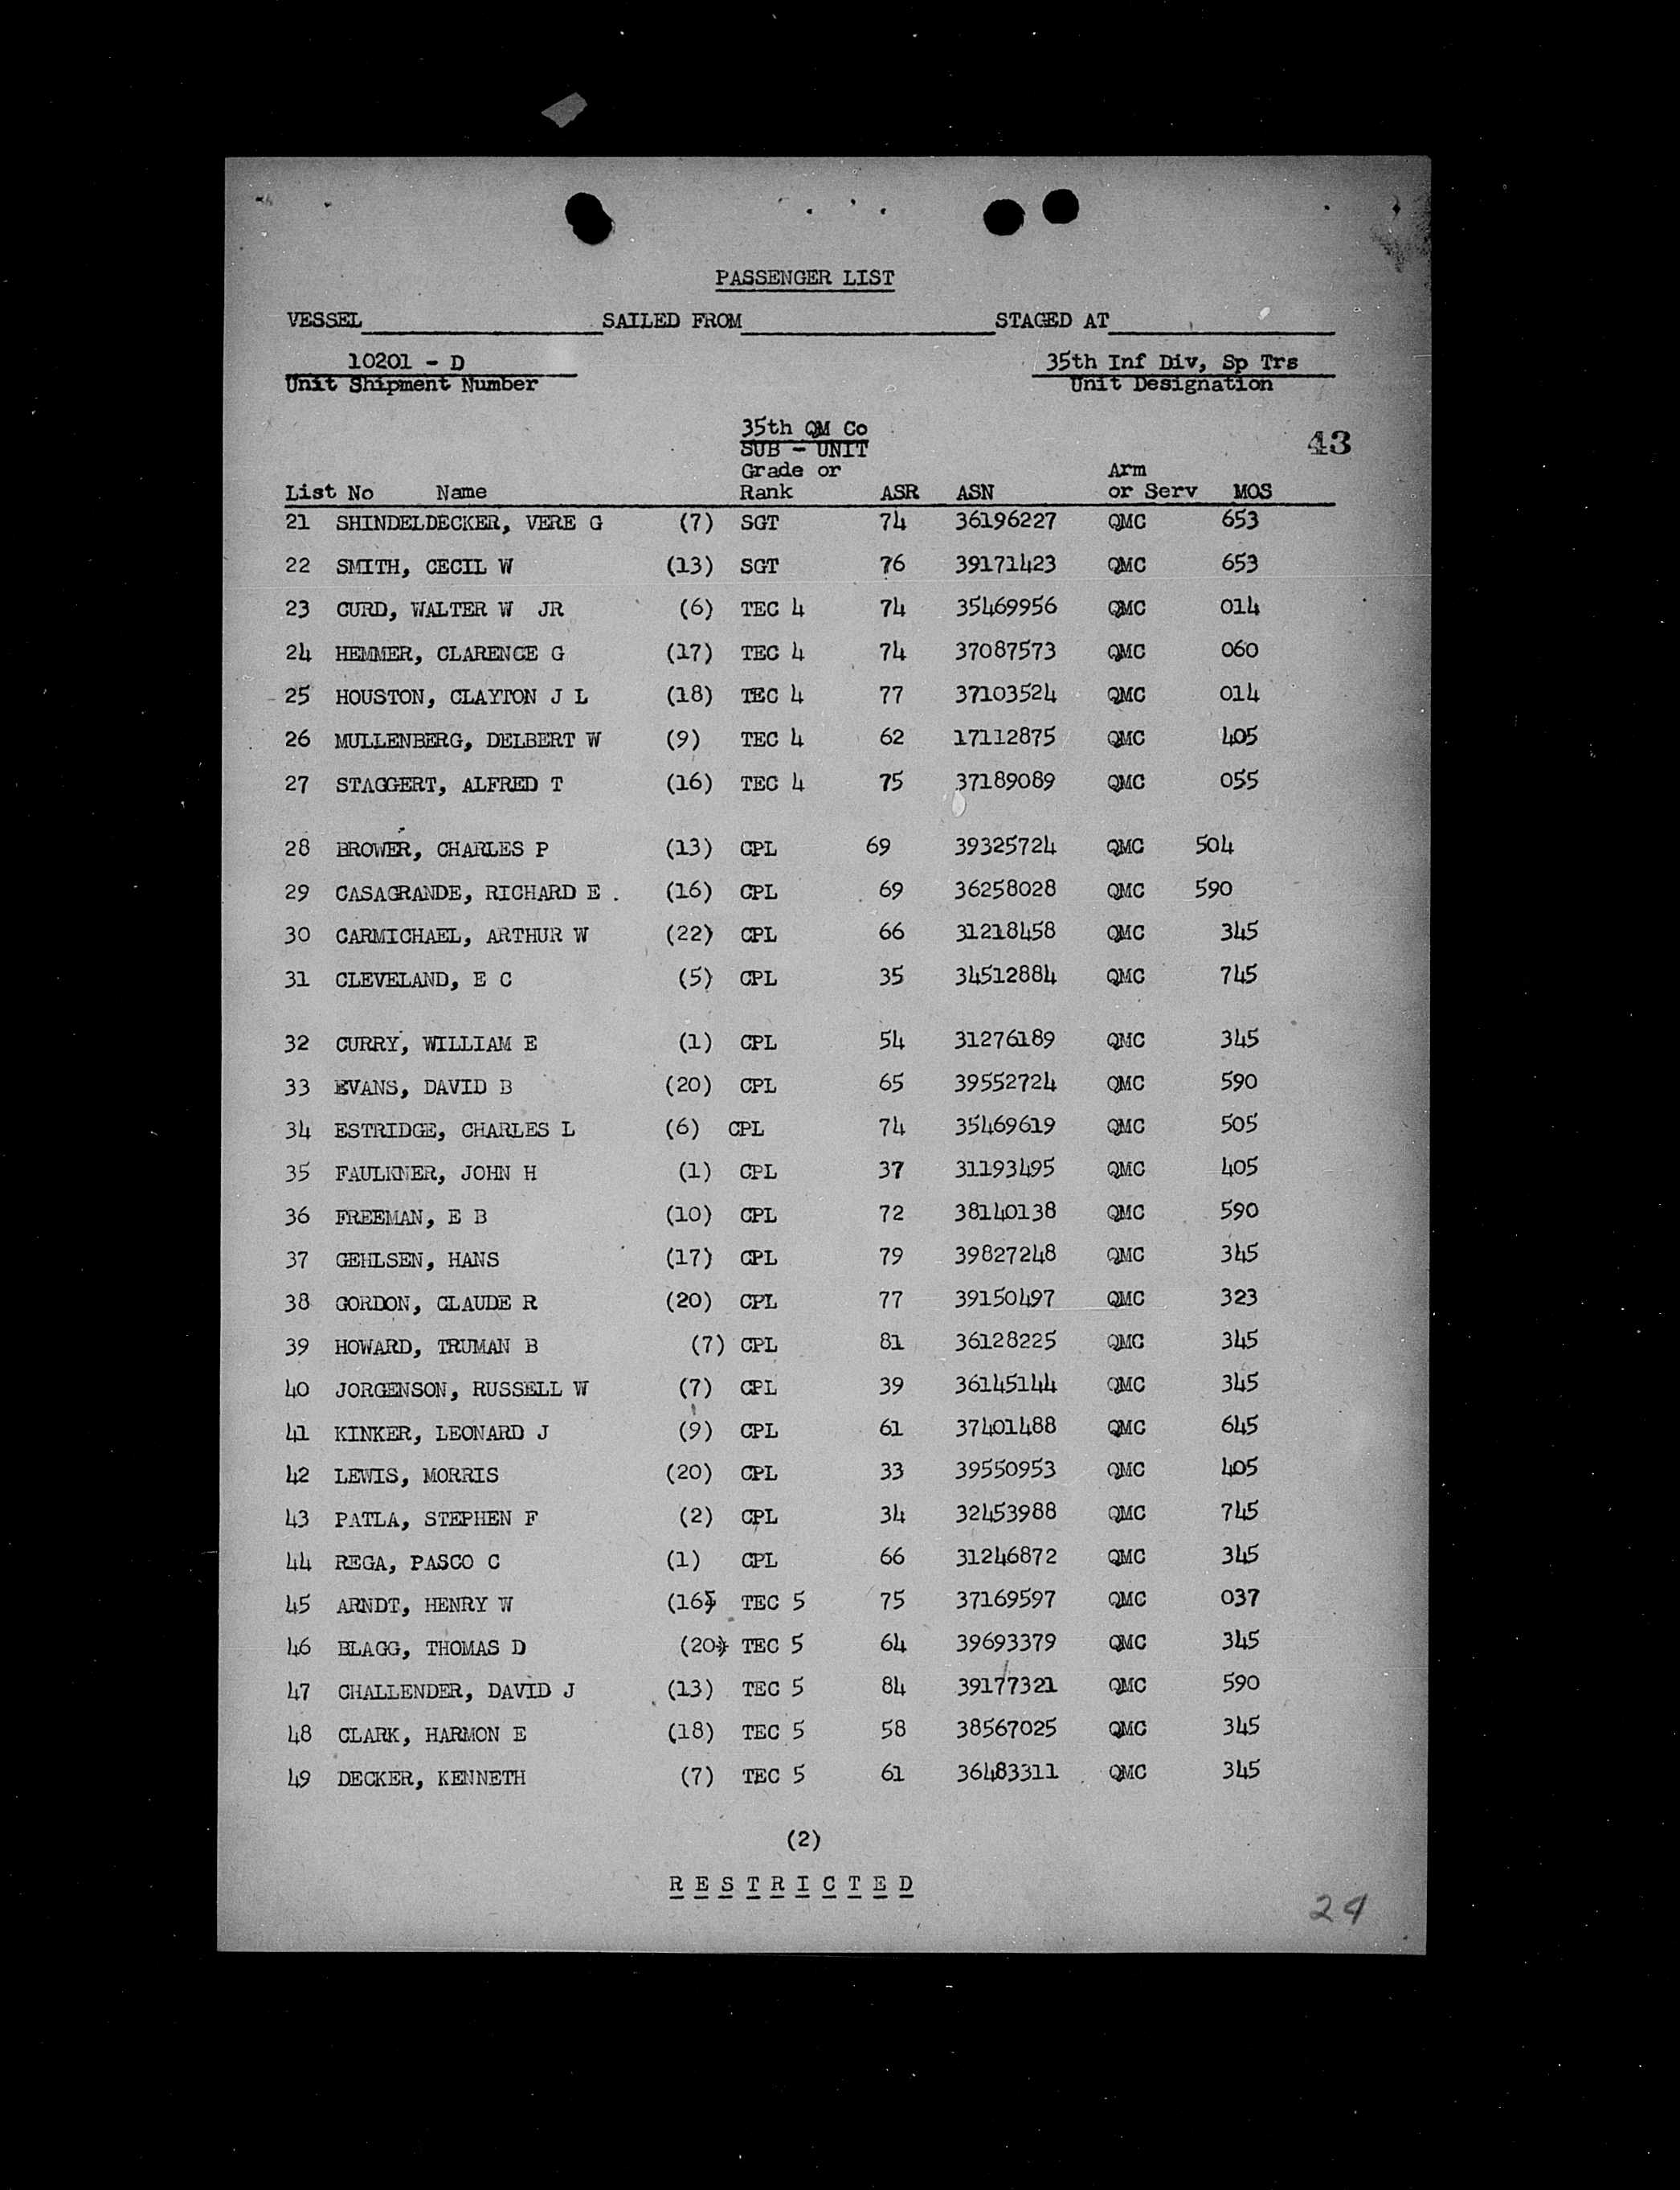 PASSENGER LIST
VESSEL SAILED FROM STAGED AT
10201 - D 35th Inf Div, Sp Trs
Unit Shipment Number Unit Designation
35th QM Co
SUB - UNIT 43
Grade or Arm
List No Name Rank ASR ASN or Serv MOS
21 SHINDELDECKER, VERE G (7) SGT 74 36196227 QMC 653
22 SMITH, CECIL W (13) SGT 76 39171423 QMC 653
23 CURD, WALTER W JR (6) TEC 4 74 35469956 QMC 014
24 HEMMER, CLARENCE G (17) TEC 4 74 37087573 QMC 060
25 HOUSTON, CLAYTON J L (18) TEC 4 77 37103524 QMC 014
26 MULLENBERG, DELBERT W (9) TEC 4 62 17112875 QMC 405
27 STAGGERT, ALFRED T (16) TEC 4 75 37189089 QMC 055
28 BROWER, CHARLES P (13) CPL 69 39325724 QMC 504
29 CASAGRANDE, RICHARD E . (16) CPL 69 36258028 QMC 590
30 CARMICHAEL, ARTHUR W (22) CPL 66 31218458 QMC 345
31 CLEVELAND, E C (5) CPL 35 34512884 QMC 745
32 CURRY, WILLIAM E (1) CPL 54 31276189 QMC 345
33 EVANS, DAVID B (20) CPL 65 39552724 QMC 590
34 ESTRIDGE, CHARLES L (6) CPL 74 35469619 QMC 505
35 FAULKNER, JOHN H (1) CPL 37 31193495 QMC 405
36 FREEMAN, E B (10) CPL 72 38140138 QMC 590
37 GEHLSEN, HANS (17) CPL 79 39827248 QMC 345
38 GORDON, CLAUDE R (20) CPL 77 39150497 QMC 323
39 HOWARD, TRUMAN B (7) CPL 81 36128225 QMC 345
40 JORGENSON, RUSSELL W (7) CPL 39 36145144 QMC 345
41 KINKER, LEONARD J (9) CPL 61 37401488 QMC 645
42 LEWIS, MORRIS (20) CPL 33 39550953 QMC 405
43 PATLA, STEPHEN F (2) CPL 34 32453988 QMC 745
44 REGA, PASCO C (1) CPL 66 31246872 QMC 345
45 ARNDT, HENRY W (16) TEC 5 75 37169597 QMC 037
46 BLAGG, THOMAS D (20) TEC 5 64 39693379 QMC 345
47 CHALLENDER, DAVID J (13) TEC 5 84 39177321 QMC 590
48 CLARK, HARMON E (18) TEC 5 58 38567025 QMC 345
49 DECKER, KENNETH (7) TEC 5 61 36483311 QMC 345
(2)
R E S T R I C T E D
24